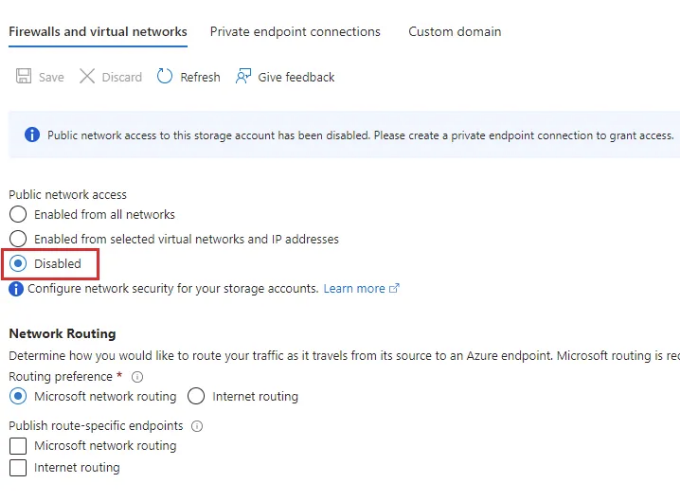 Firewalls and virtual networks Private endpoint connections Custom domain
Save Discard Refresh Give feedback
Public network access to this storage account has been disabled. Please create a private endpoint connection to grant access.
Public network access
Enabled from all networks
Enabled from selected virtual networks and IP addresses
Disabled
Configure network security for your storage accounts. Learn more
Network Routing
Determine how you would like to route your traffic as it travels from its source to an Azure endpoint. Microsoft routing is
Routing preference *
Microsoft network routing Internet routing
Publish route-specific endpoints
Microsoft network routing
Internet routing